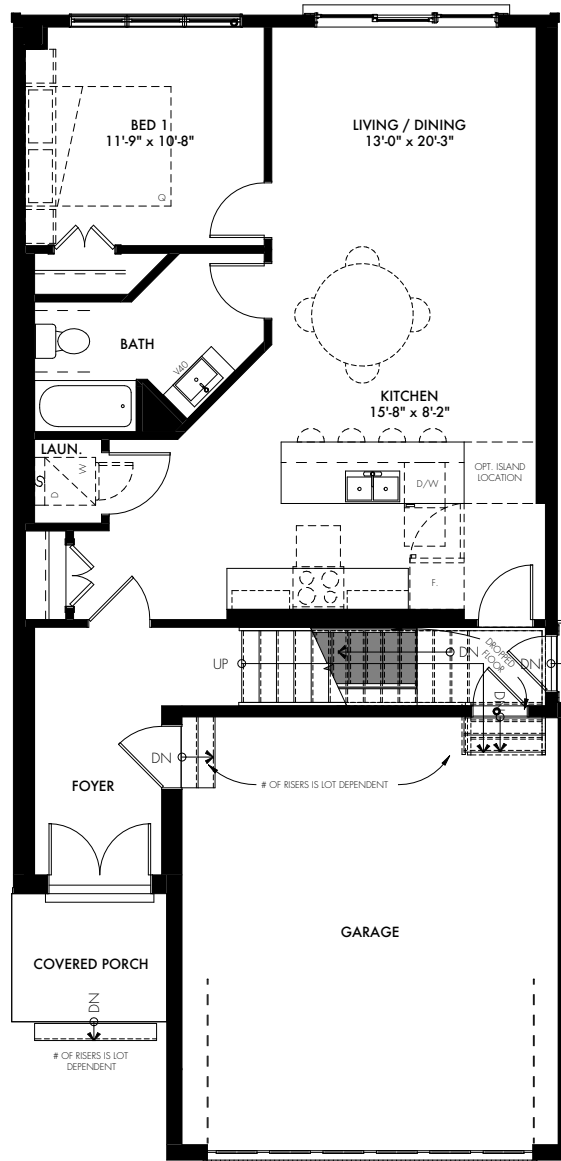 BED 1
11'-9" x 10'-8"
LIVING / DINING
13'-0" x 20'-3"
Q
BATH
V40
KITCHEN
15'-8" x 8'-2"
LAUN.
W
D
S
D/W
OPT. ISLAND
LOCATION
F.
UP
DN
DROPPED
FLOOR
DN
DN
DN
# OF RISERS IS LOT DEPENDENT
FOYER
GARAGE
COVERED PORCH
DN
# OF RISERS IS LOT
DEPENDENT